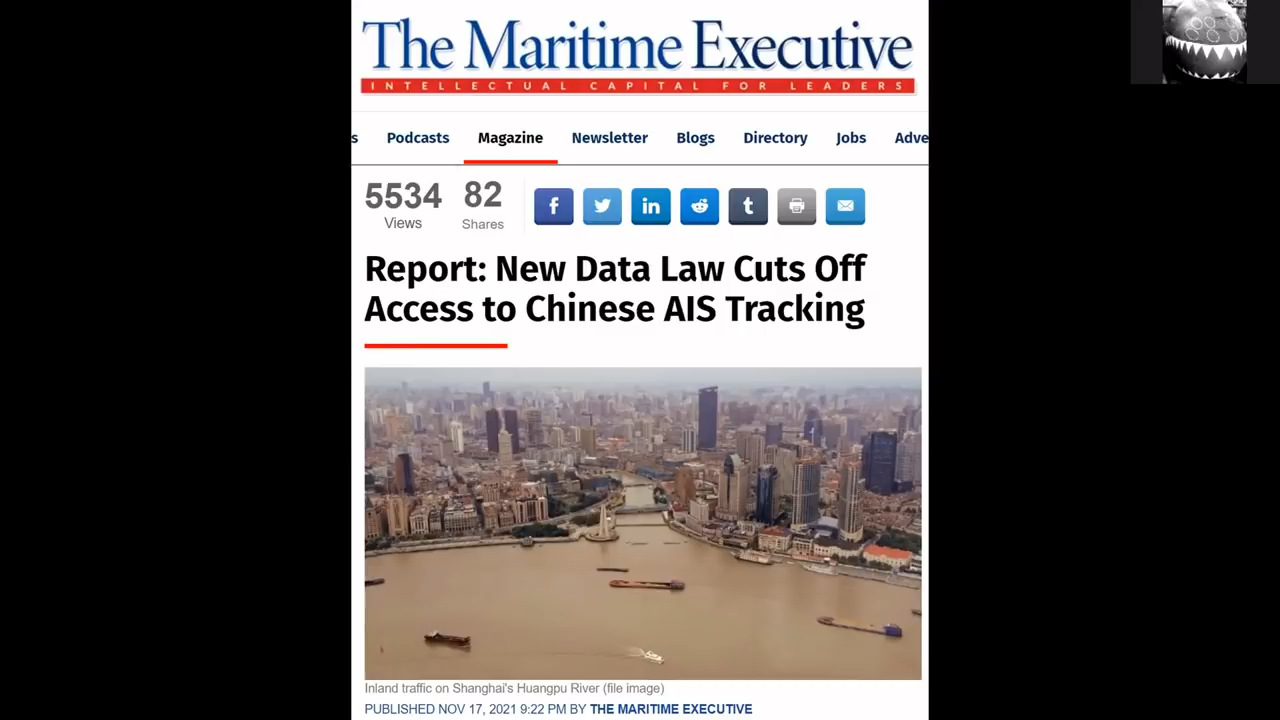 The Maritime Executive
INTELLECTUAL CAPITAL FOR LEADERS
s Podcasts Magazine Newsletter Blogs Directory Jobs Adve
5534 82
Views Shares
Report: New Data Law Cuts Off
Access to Chinese AIS Tracking
Inland traffic on Shanghai's Huangpu River (file image)
PUBLISHED NOV 17, 2021 9:22 PM BY THE MARITIME EXECUTIVE